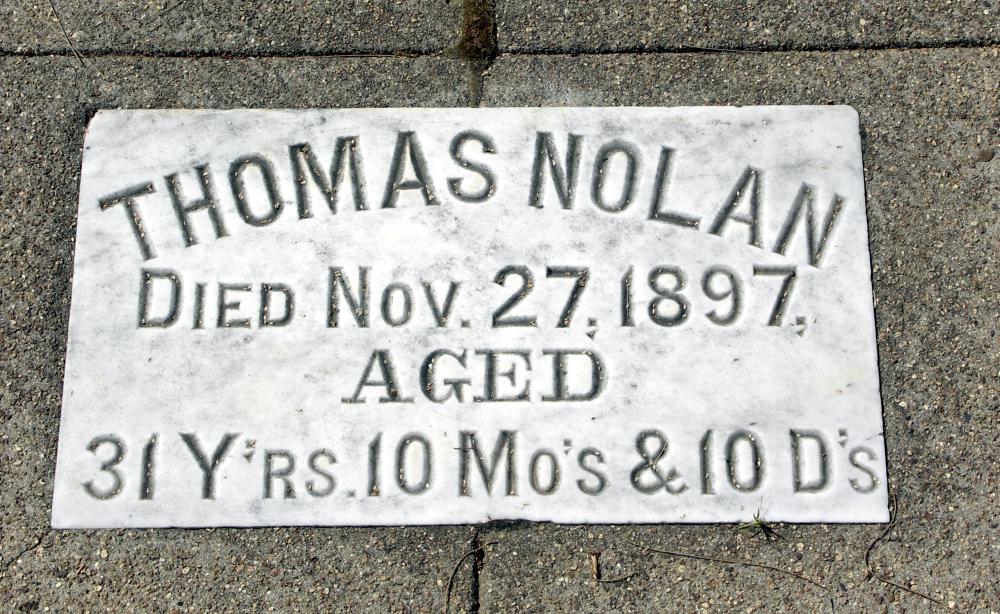 THOMAS NOLAN
DIED NOV. 27, 1897,
AGED
31 Y'RS. 10 MO'S & 10 D'S